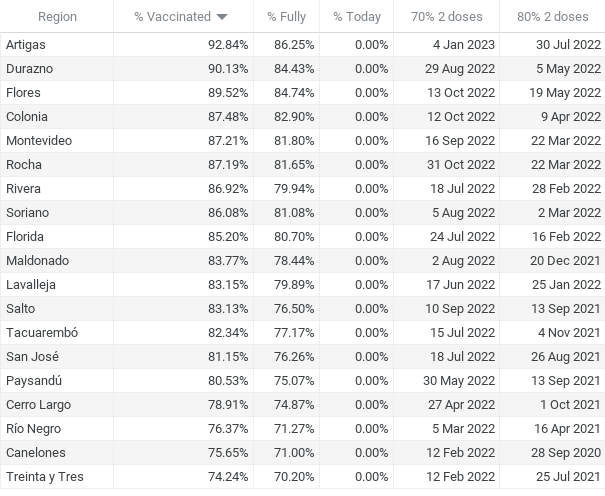 Region % Vaccinated % Fully % Today 70% 2 doses 80% 2 doses
Artigas 92.84% 86.25% 0.00% 4 Jan 2023 30 Jul 2022
Durazno 90.13% 84.43% 0.00% 29 Aug 2022 5 May 2022
Flores 89.52% 84.74% 0.00% 13 Oct 2022 19 May 2022
Colonia 87.48% 82.90% 0.00% 12 Oct 2022 9 Apr 2022
Montevideo 87.21% 81.80% 0.00% 16 Sep 2022 22 Mar 2022
Rocha 87.19% 81.65% 0.00% 31 Oct 2022 22 Mar 2022
Rivera 86.92% 79.94% 0.00% 18 Jul 2022 28 Feb 2022
Soriano 86.08% 81.08% 0.00% 5 Aug 2022 2 Mar 2022
Florida 85.20% 80.70% 0.00% 24 Jul 2022 16 Feb 2022
Maldonado 83.77% 78.44% 0.00% 2 Aug 2022 20 Dec 2021
Lavalleja 83.15% 79.89% 0.00% 17 Jun 2022 25 Jan 2022
Salto 83.13% 76.50% 0.00% 10 Sep 2022 13 Sep 2021
Tacuarembó 82.34% 77.17% 0.00% 15 Jul 2022 4 Nov 2021
San José 81.15% 76.26% 0.00% 18 Jul 2022 26 Aug 2021
Paysandú 80.53% 75.07% 0.00% 30 May 2022 13 Sep 2021
Cerro Largo 78.91% 74.87% 0.00% 27 Apr 2022 1 Oct 2021
Río Negro 76.37% 71.27% 0.00% 5 Mar 2022 16 Apr 2021
Canelones 75.65% 71.00% 0.00% 12 Feb 2022 28 Sep 2020
Treinta y Tres 74.24% 70.20% 0.00% 12 Feb 2022 25 Jul 2021